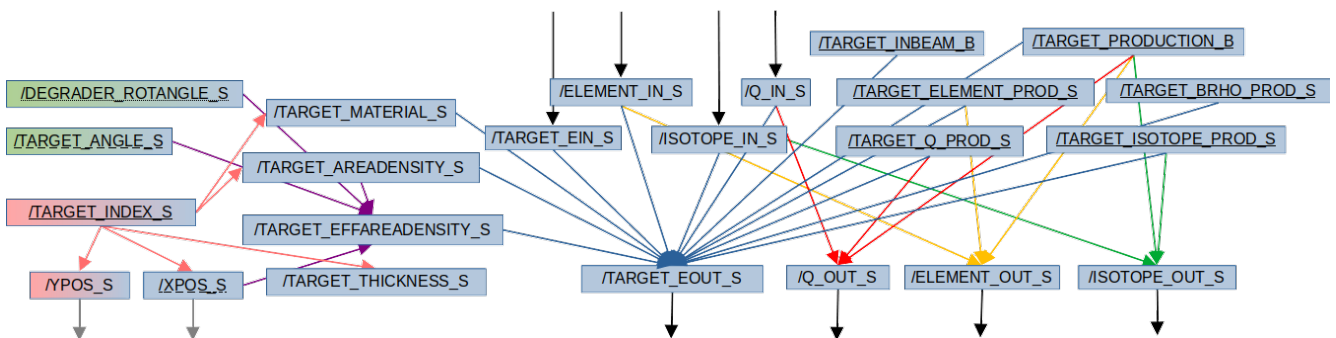 /TARGET_INBEAM_B
/TARGET_PRODUCTION_B
/DEGRADER_ROTANGLE_S
/ELEMENT_IN_S
/Q_IN_S
/TARGET_ELEMENT_PROD_S
/TARGET_BRHO_PROD_S
/TARGET_MATERIAL_S
/TARGET_ANGLE_S
/TARGET_EIN_S
/ISOTOPE_IN_S
/TARGET_Q_PROD_S
/TARGET_ISOTOPE_PROD_S
/TARGET_AREADENSITY_S
/TARGET_INDEX_S
/TARGET_EFFAREADENSITY_S
/YPOS_S
/XPOS_S
/TARGET_THICKNESS_S
/TARGET_EOUT_S
/Q_OUT_S
/ELEMENT_OUT_S
/ISOTOPE_OUT_S